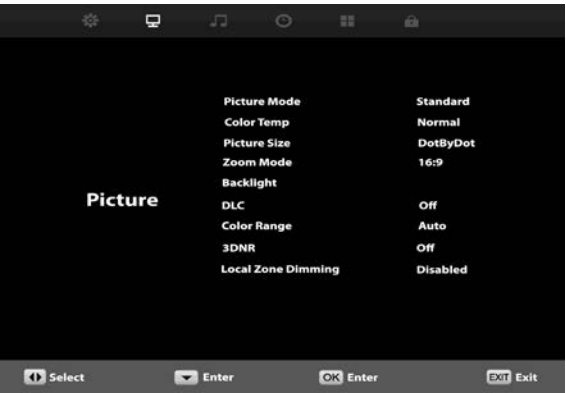 Picture
Picture Mode Standard
Color Temp Normal
Picture Size DotByDot
Zoom Mode 16:9
Backlight
DLC Off
Color Range Auto
3DNR Off
Local Zone Dimming Disabled
Select Enter OK Enter EXIT Exit